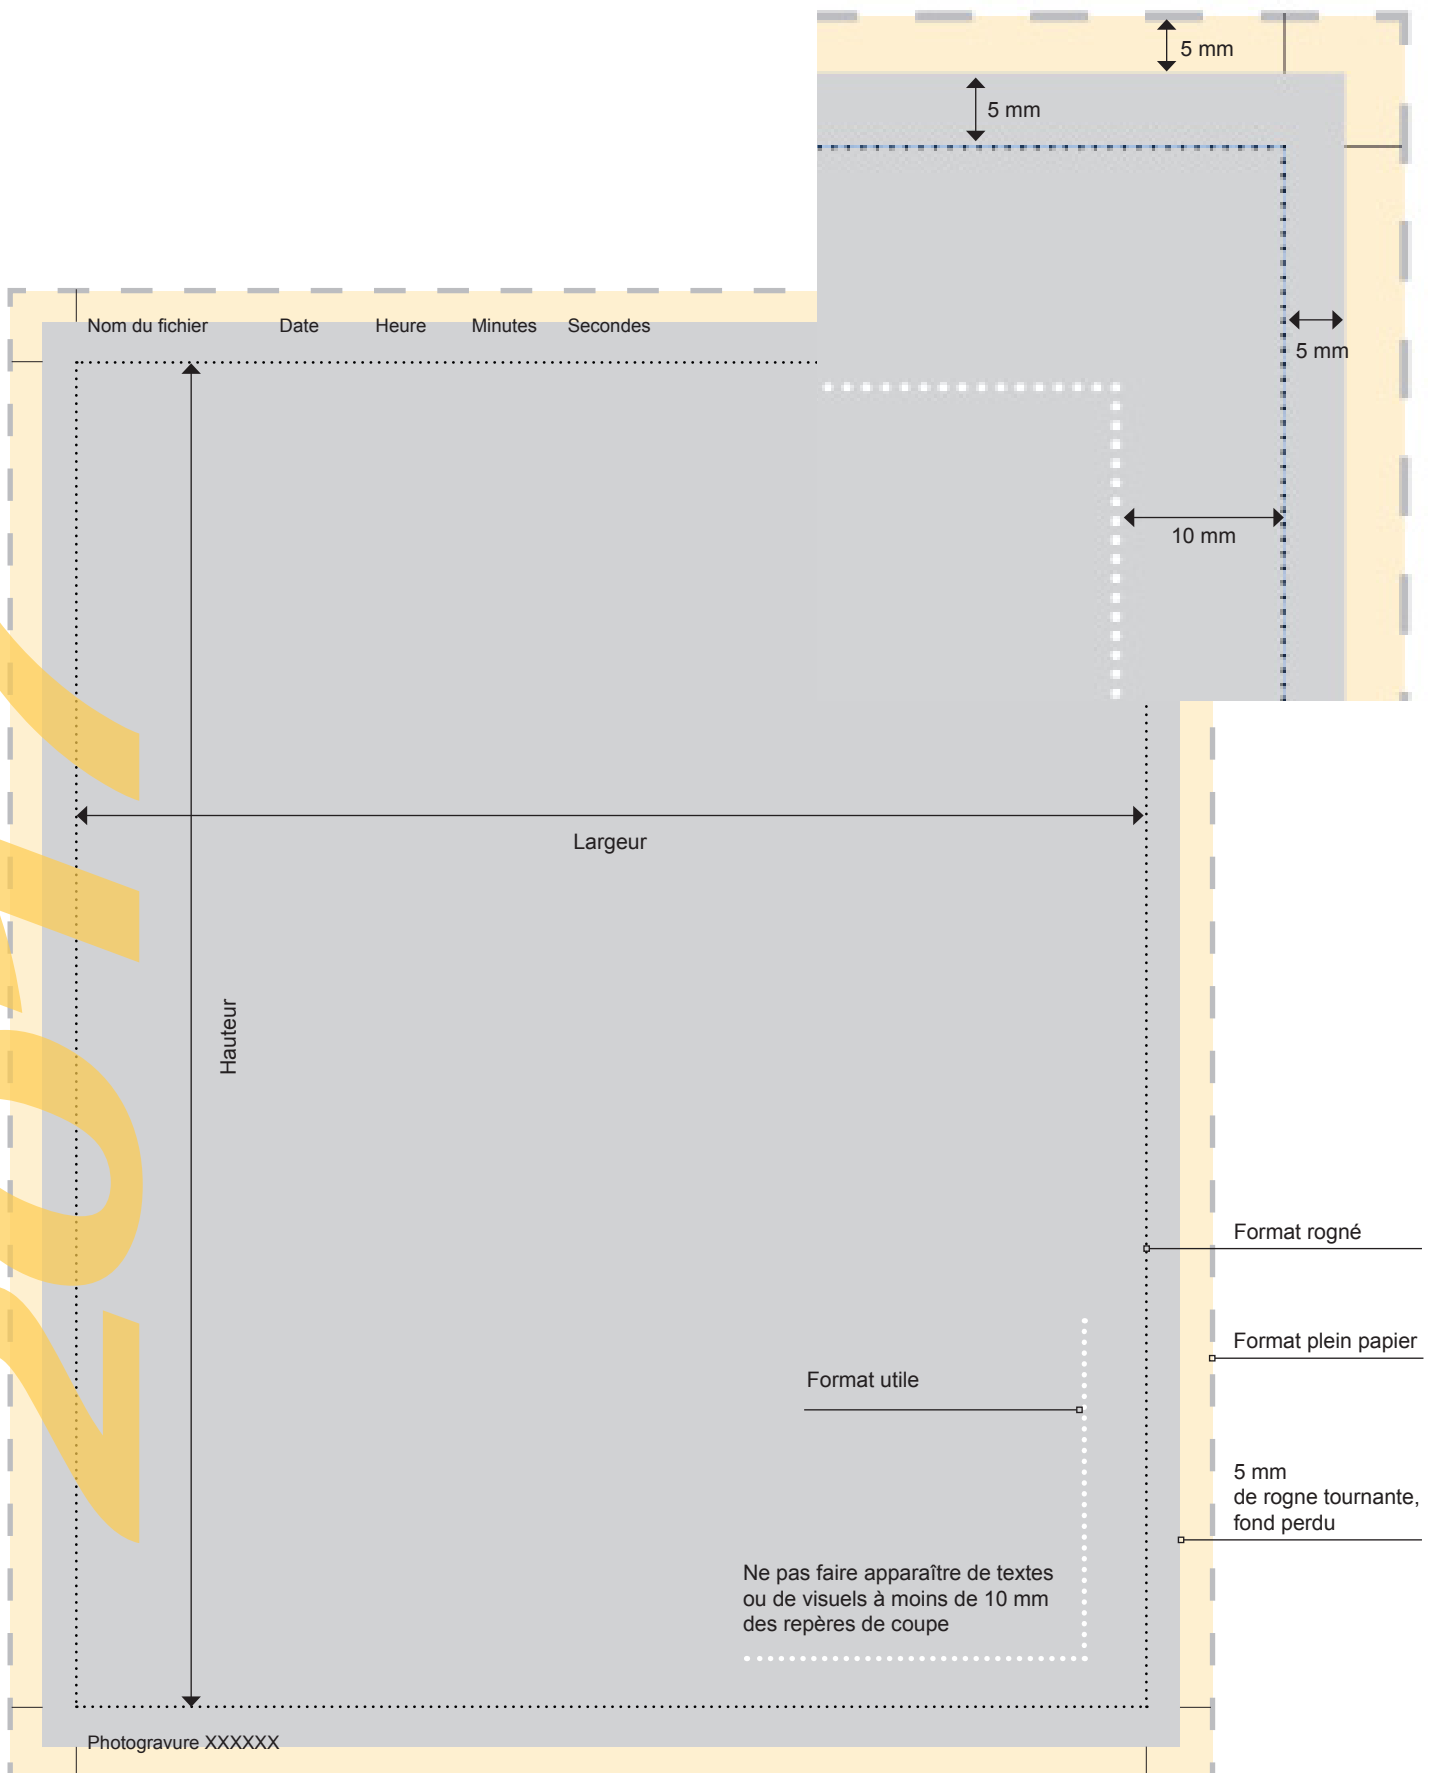 5 mm
5 mm
Nom du fichier Date Heure Minutes Secondes
5 mm
10 mm
Largeur
Hauteur
Format rogné
Format plein papier
Format utile
5 mm
de rogne tournante,
fond perdu
Ne pas faire apparaître de textes
ou de visuels à moins de 10 mm
des repères de coupe
Photogravure XXXXXX